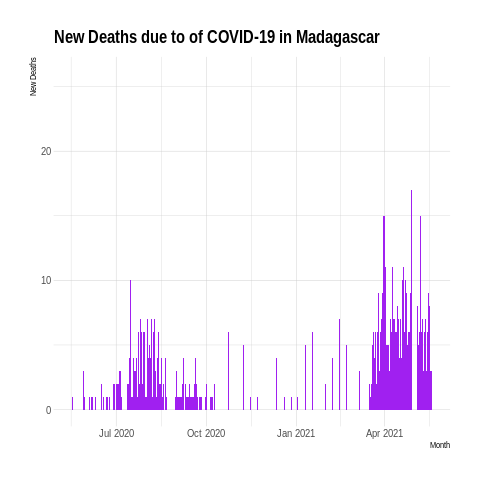 New Deaths due to of COVID-19 in Madagascar
New Deaths
20
10
0
Jul 2020 Oct 2020 Jan 2021 Apr 2021
Month